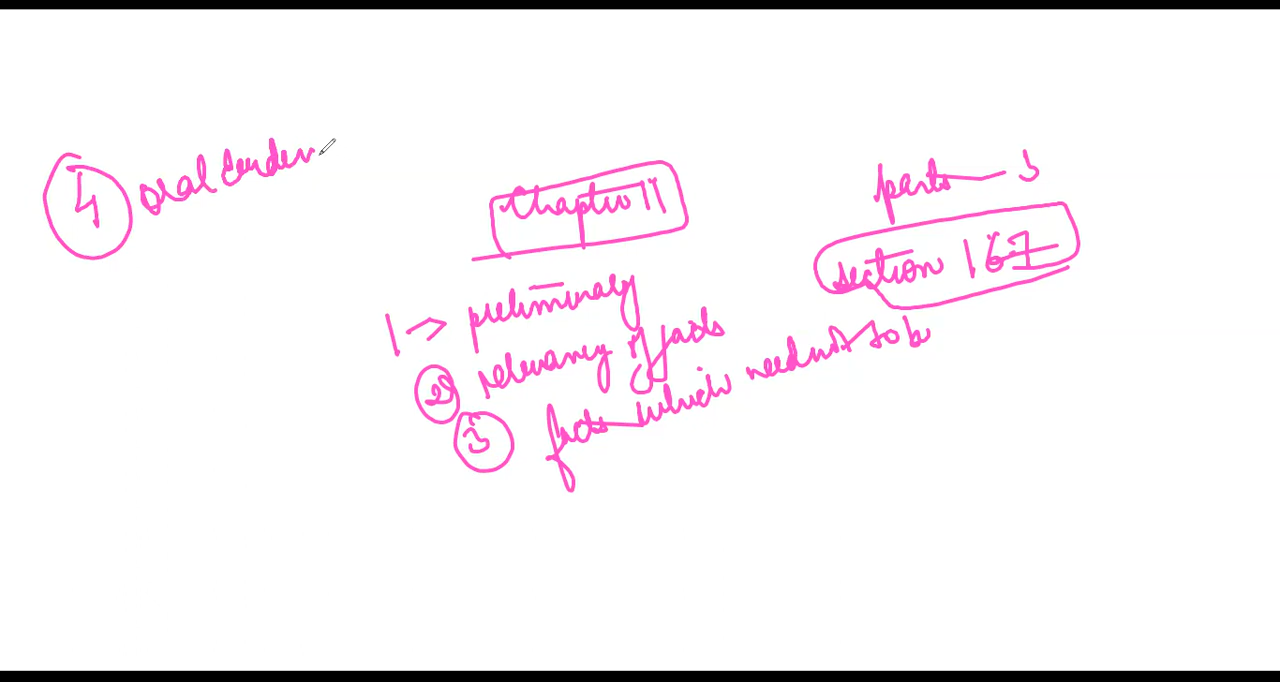 4 oral
Chapter 11
parts — 3
section 167
1 → preliminary
2 relevancy of facts
3 facts which need not to be